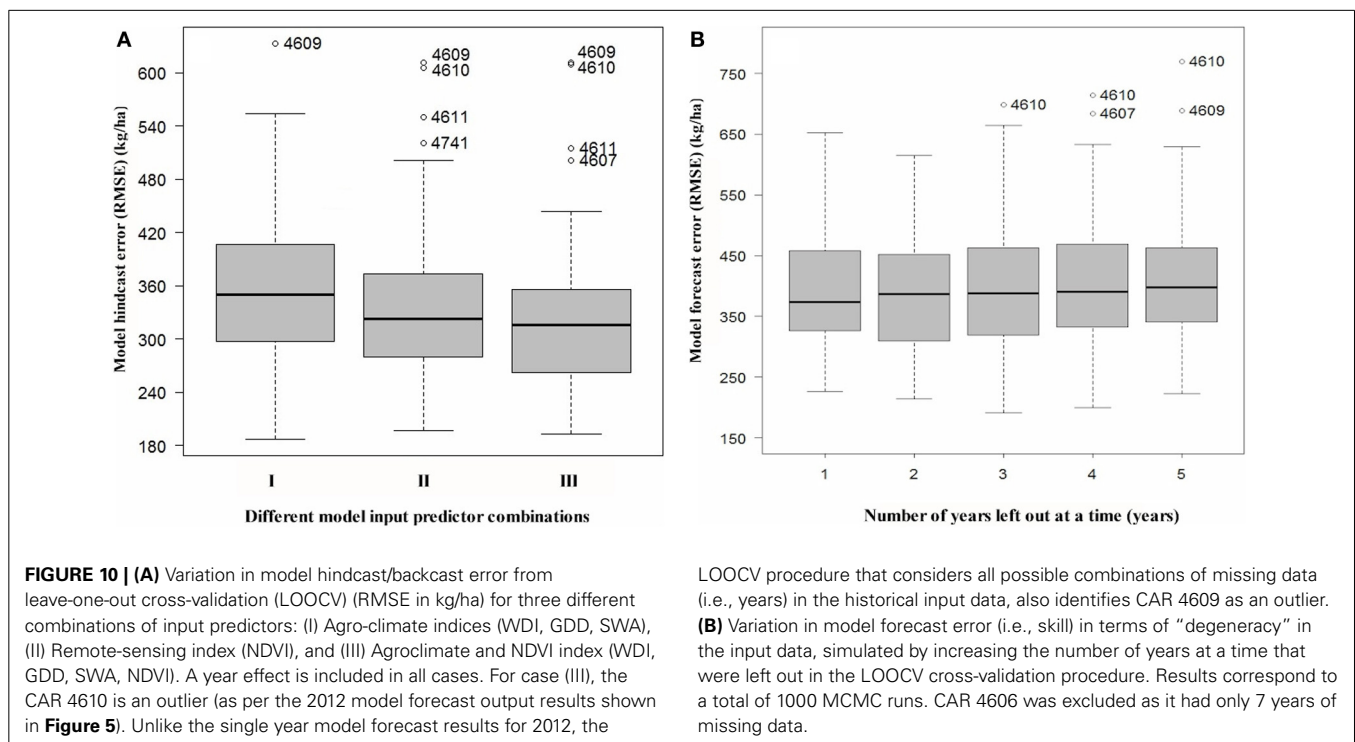 A
Model hindcast error (RMSE) (kg/ha)
600
540
480
420
360
300
240
180
4609
4609
4610
4611
4741
4609
4610
4611
4607
I
II
III
Different model input predictor combinations
B
Model forecast error (RMSE) (kg/ha)
750
650
550
450
350
250
150
4610
4610
4607
4610
4609
1
2
3
4
5
Number of years left out at a time (years)
FIGURE 10 | (A) Variation in model hindcast/backcast error from
leave-one-out cross-validation (LOOCV) (RMSE in kg/ha) for three different
combinations of input predictors: (I) Agro-climate indices (WDI, GDD, SWA),
(II) Remote-sensing index (NDVI), and (III) Agroclimate and NDVI index (WDI,
GDD, SWA, NDVI). A year effect is included in all cases. For case (III), the
CAR 4610 is an outlier (as per the 2012 model forecast output results shown
in Figure 5). Unlike the single year model forecast results for 2012, the
LOOCV procedure that considers all possible combinations of missing data
(i.e., years) in the historical input data, also identifies CAR 4609 as an outlier.
(B) Variation in model forecast error (i.e., skill) in terms of “degeneracy” in
the input data, simulated by increasing the number of years at a time that
were left out in the LOOCV cross-validation procedure. Results correspond to
a total of 1000 MCMC runs. CAR 4606 was excluded as it had only 7 years of
missing data.